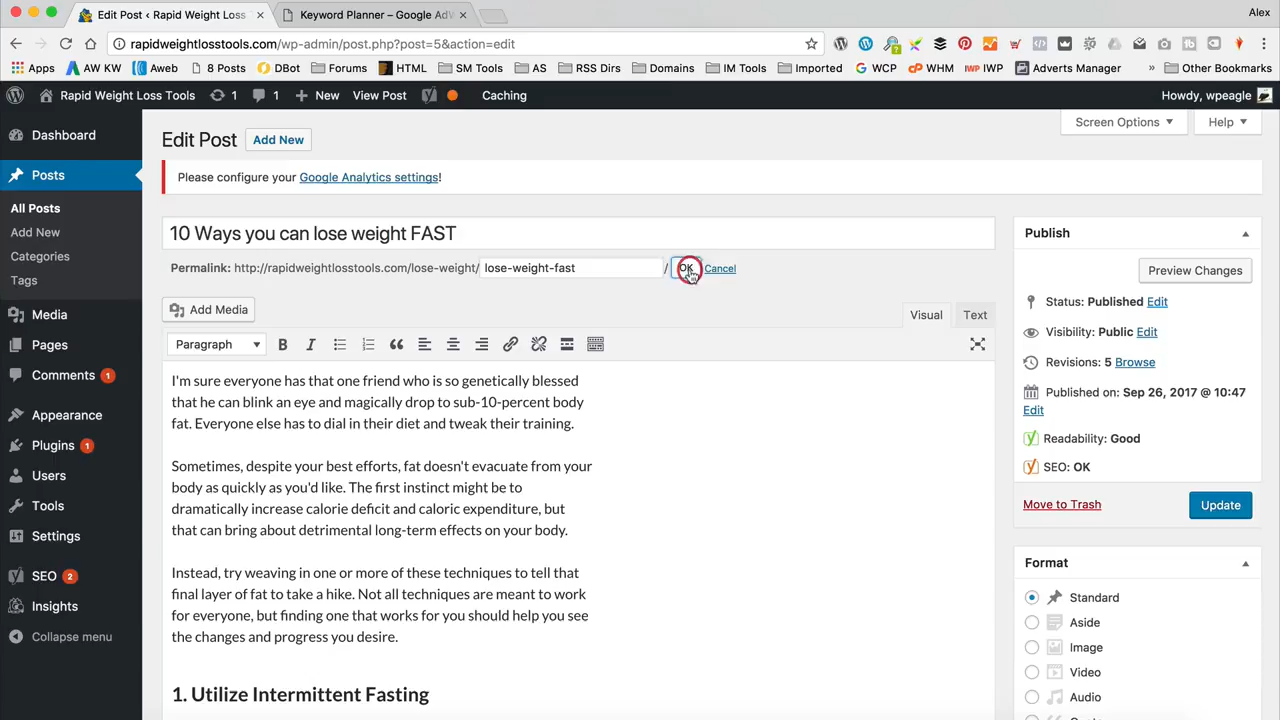 Edit Post ‹ Rapid Weight Loss
Keyword Planner – Google AdW
Alex
rapidweightlosstools.com/wp-admin/post.php?post=5&action=edit
Apps AW KW Aweb 8 Posts DBot Forums HTML SM Tools AS RSS Dirs Domains IM Tools Imported WCP WHM IWP Adverts Manager » Other Bookmarks
Rapid Weight Loss Tools 1 1 New View Post Caching Howdy, wpeagle
Dashboard
Posts
All Posts
Add New
Categories
Tags
Media
Pages
Comments 1
Appearance
Plugins 1
Users
Tools
Settings
SEO 2
Insights
Collapse menu
Screen Options Help
Edit Post Add New
Please configure your Google Analytics settings!
10 Ways you can lose weight FAST
Permalink: http://rapidweightlosstools.com/lose-weight/ lose-weight-fast / OK Cancel
Add Media
Visual Text
Paragraph
I'm sure everyone has that one friend who is so genetically blessed
that he can blink an eye and magically drop to sub-10-percent body
fat. Everyone else has to dial in their diet and tweak their training.
Sometimes, despite your best efforts, fat doesn't evacuate from your
body as quickly as you'd like. The first instinct might be to
dramatically increase calorie deficit and caloric expenditure, but
that can bring about detrimental long-term effects on your body.
Instead, try weaving in one or more of these techniques to tell that
final layer of fat to take a hike. Not all techniques are meant to work
for everyone, but finding one that works for you should help you see
the changes and progress you desire.
1. Utilize Intermittent Fasting
Publish
Preview Changes
Status: Published Edit
Visibility: Public Edit
Revisions: 5 Browse
Published on: Sep 26, 2017 @ 10:47
Edit
Readability: Good
SEO: OK
Move to Trash Update
Format
Standard
Aside
Image
Video
Audio